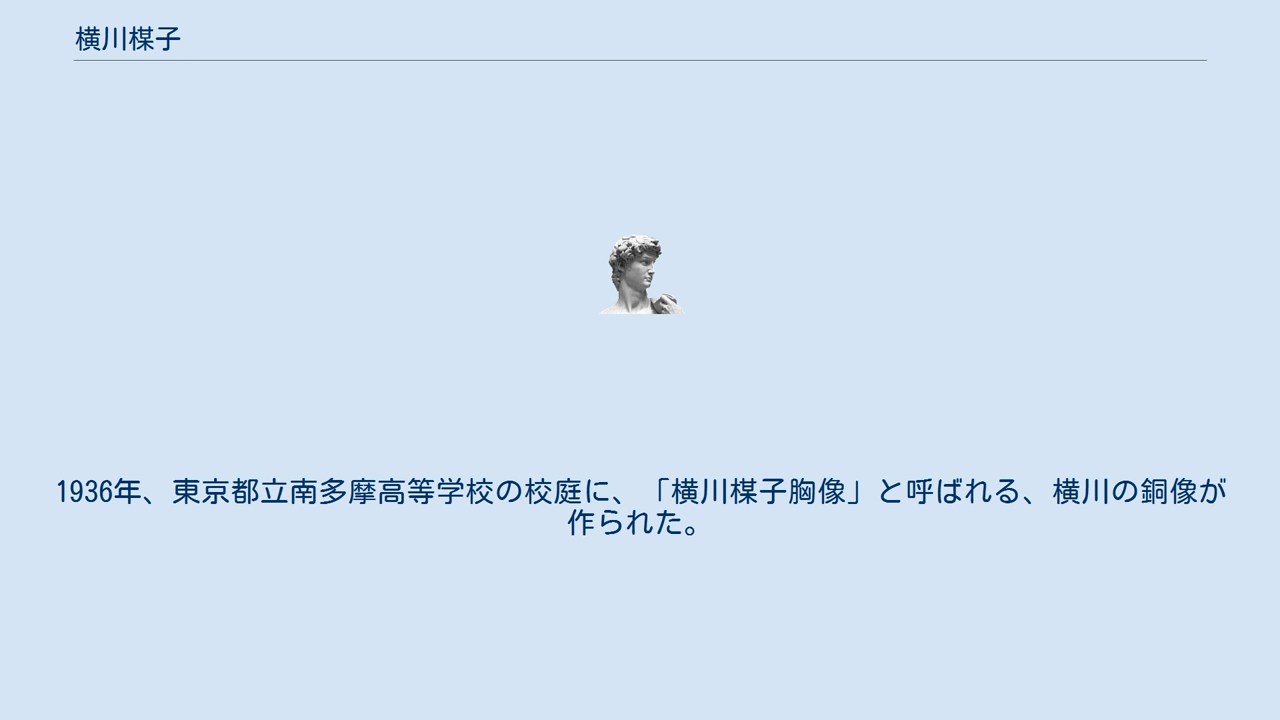 横川楳子
1936年、東京都立南多摩高等学校の校庭に、「横川楳子胸像」と呼ばれる、横川の銅像が
作られた。